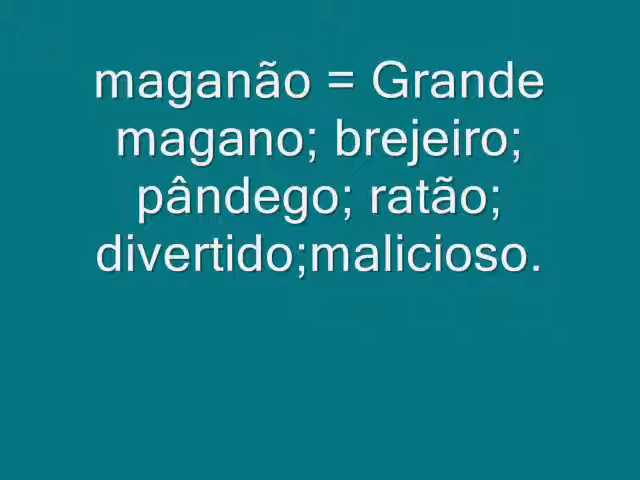 maganão = Grande
magano; brejeiro;
pândego; ratão;
divertido;malicioso.